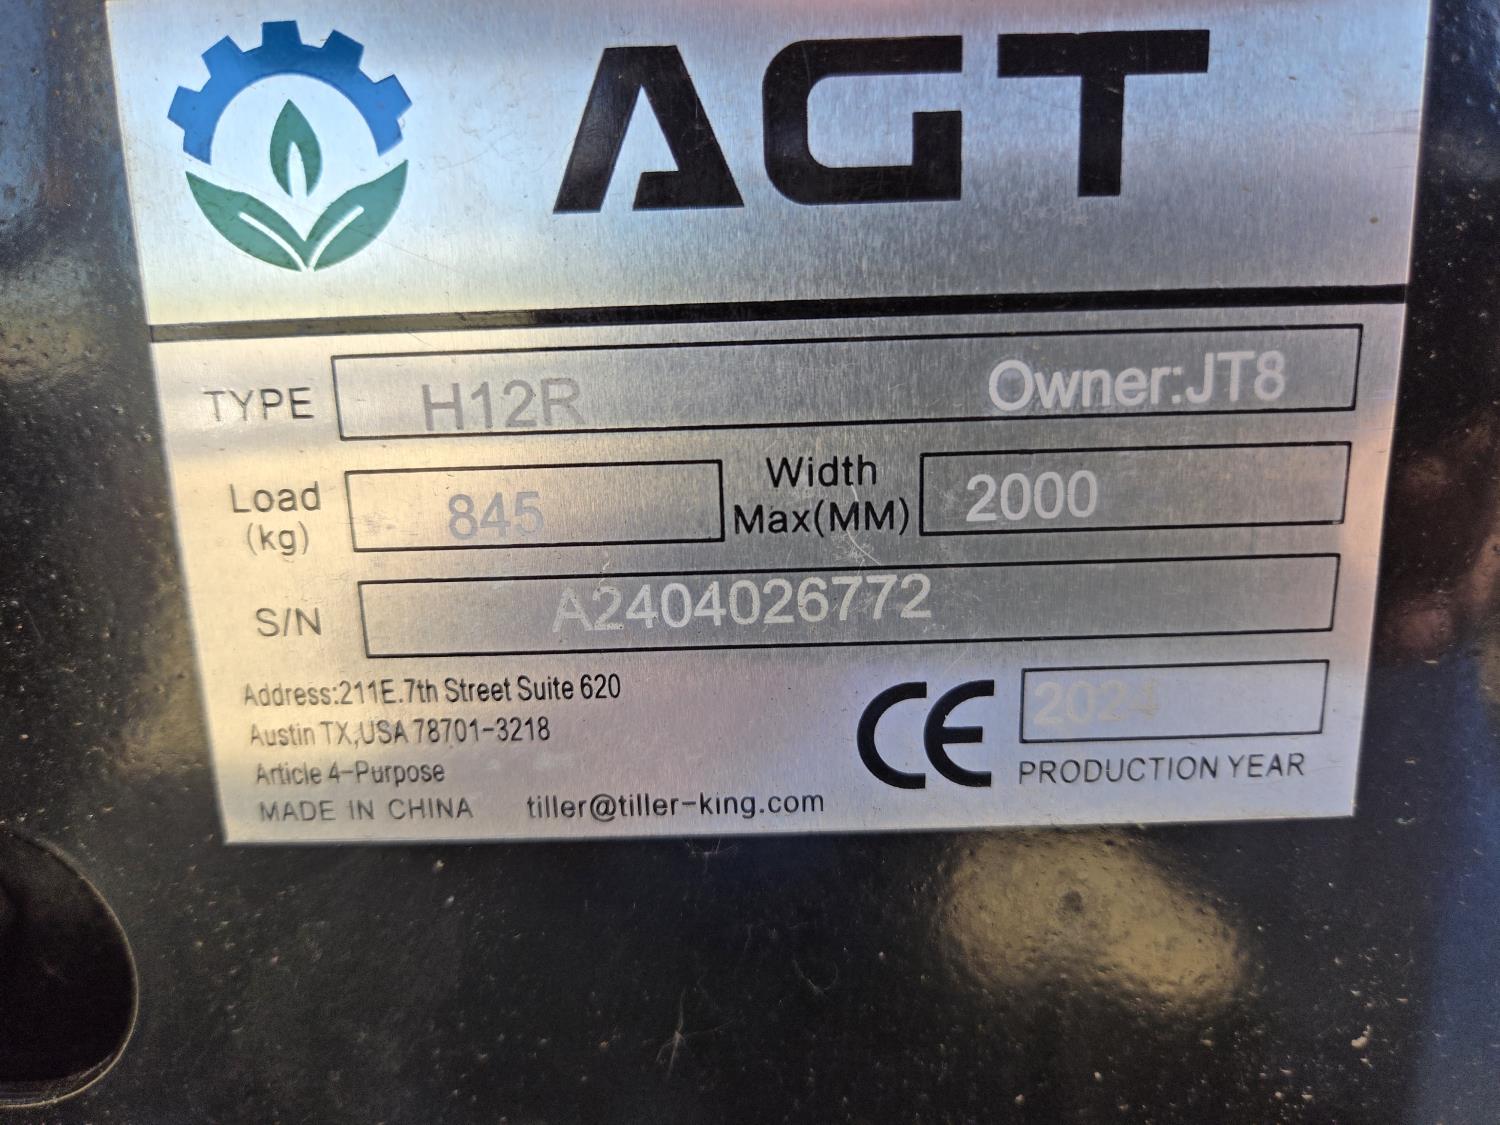 AGT
TYPE H12R Owner:JT8
Load (kg) 845 Width Max(MM) 2000
S/N A2404026772
Address:211E.7th Street Suite 620
Austin TX,USA 78701-3218
Article 4-Purpose
MADE IN CHINA tiller@tiller-king.com
CE 2024
PRODUCTION YEAR